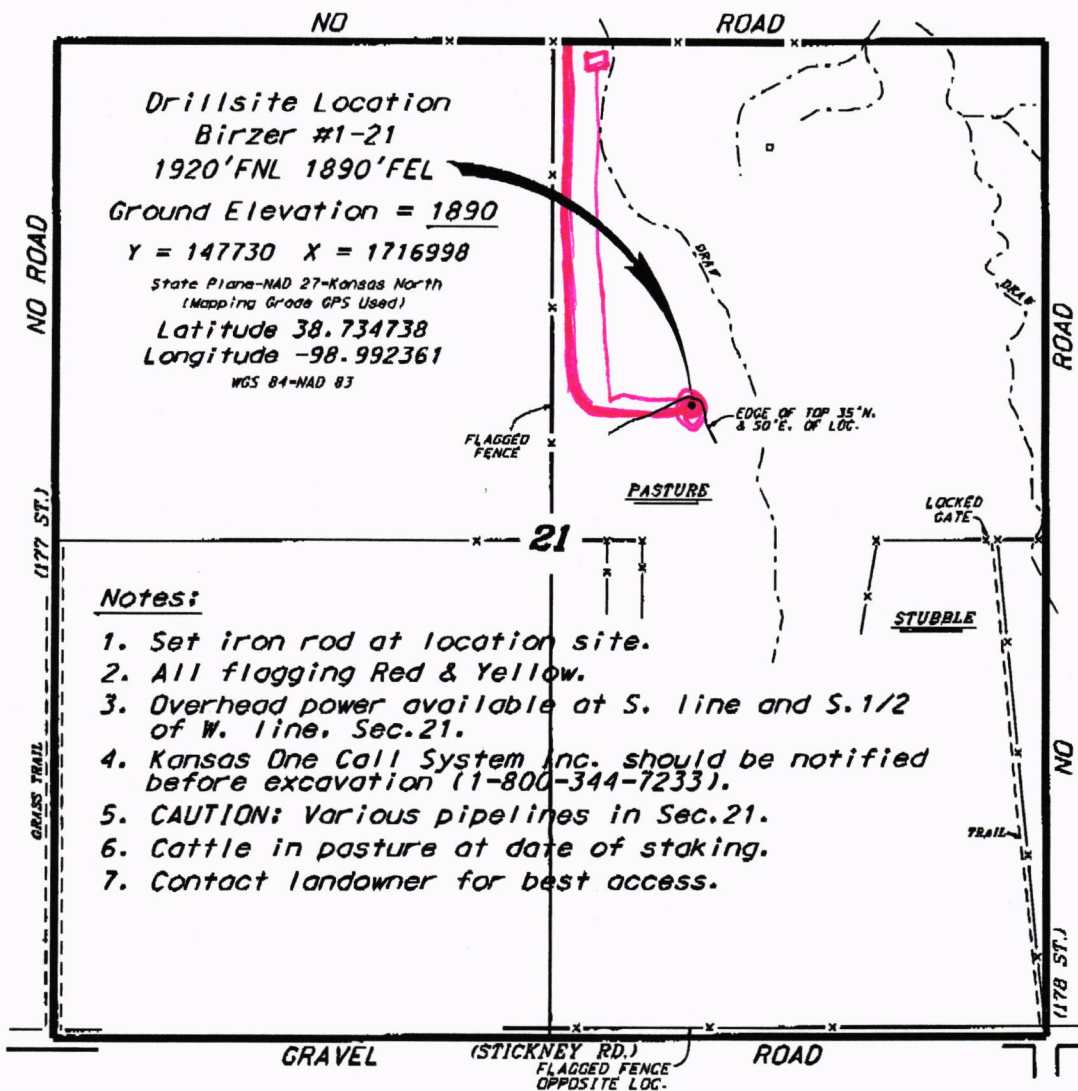 NO ROAD
Drillsite Location
Birzer #1-21
1920'FNL 1890'FEL
Ground Elevation = 1890
Y = 147730 X = 1716998
State Plane-NAD 27-Kansas North
(Mapping Grade GPS Used)
Latitude 38.734738
Longitude -98.992361
WGS 84-NAD 83
NO ROAD
(177 ST.)
GRASS TRAIL
DRAW
DRAW
ROAD
EDGE OF TOP 35'N.
& 50'E. OF LOC.
FLAGGED
FENCE
PASTURE
LOCKED
GATE
21
STUBBLE
Notes:
1. Set iron rod at location site.
2. All flagging Red & Yellow.
3. Overhead power available at S. line and S.1/2
of W. line, Sec.21.
4. Kansas One Call System Inc. should be notified
before excavation (1-800-344-7233).
5. CAUTION: Various pipelines in Sec.21.
6. Cattle in pasture at date of staking.
7. Contact landowner for best access.
NO
TRAIL
(178 ST.)
GRAVEL (STICKNEY RD.) ROAD
FLAGGED FENCE
OPPOSITE LOC.